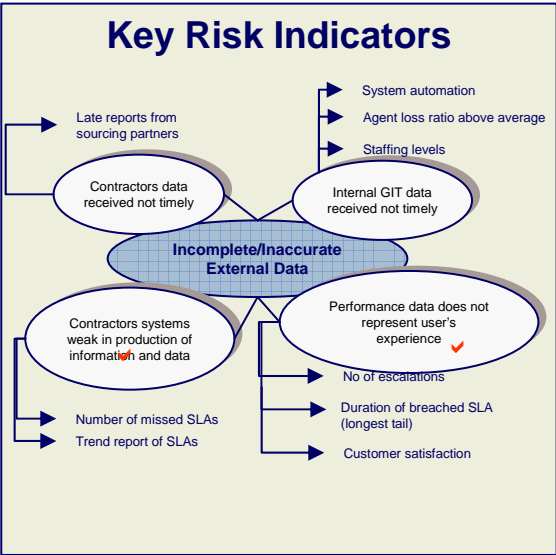 Key Risk Indicators
System automation
Late reports from
sourcing partners
Agent loss ratio above average
Staffing levels
Contractors data
received not timely
Internal GIT data
received not timely
Incomplete/Inaccurate
External Data
Contractors systems
weak in production of
information and data
Performance data does not
represent user's
experience
No of escalations
Number of missed SLAs
Trend report of SLAs
Duration of breached SLA
(longest tail)
Customer satisfaction